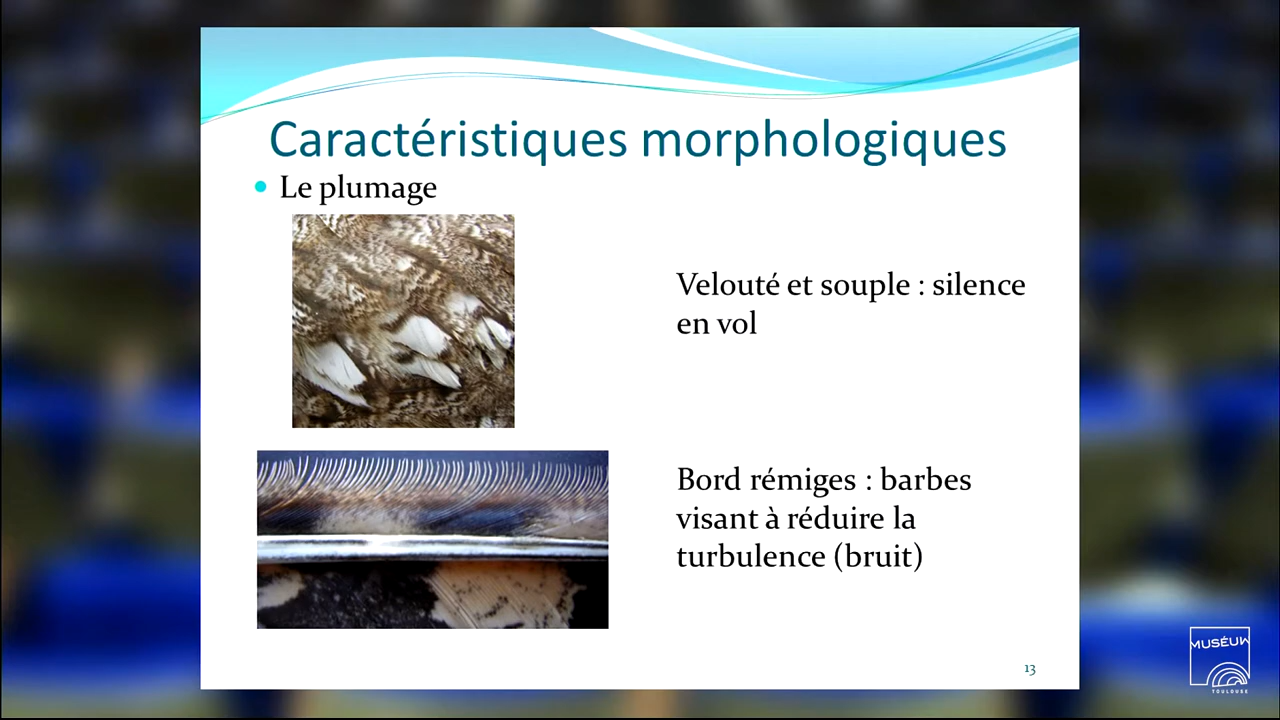 Caractéristiques morphologiques
Le plumage
Velouté et souple : silence
en vol
Bord rémiges : barbes
visant à réduire la
turbulence (bruit)
13
MUSÉUM
TOULOUSE